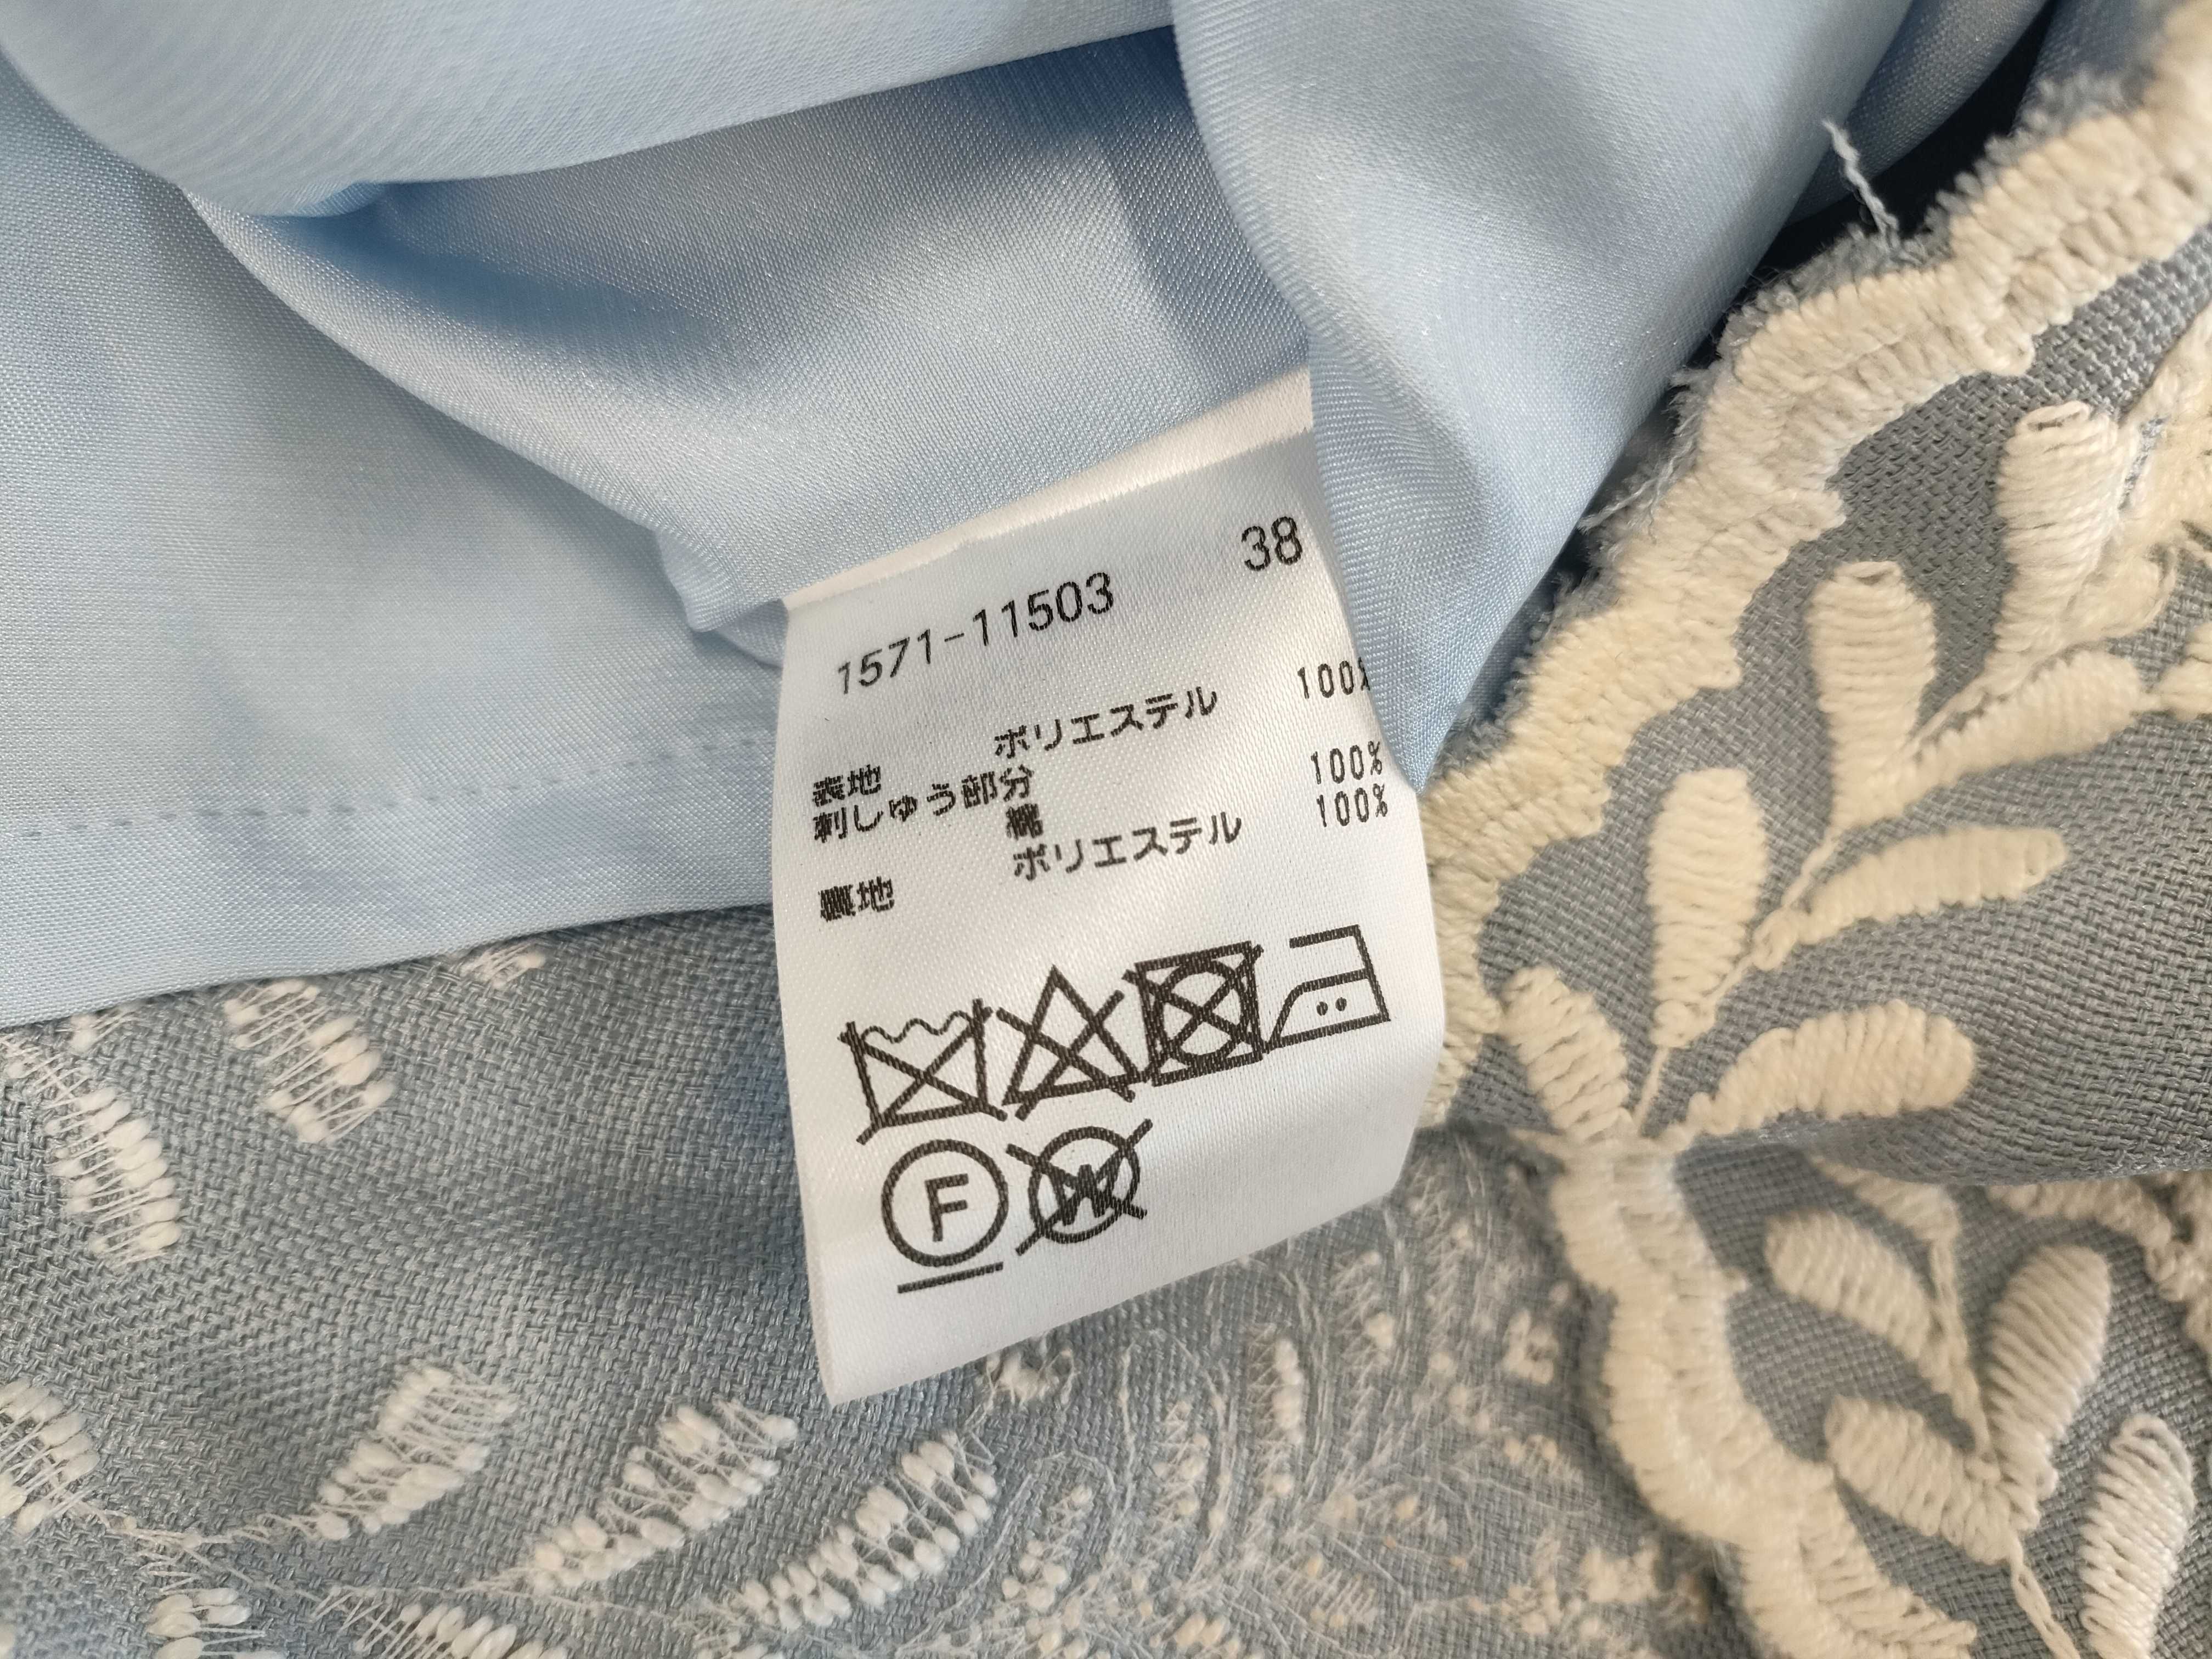 1571-11503 38
表地 ポリエステル 100%
刺しゅう部分
綿 100%
裏地 ポリエステル 100%
F
W